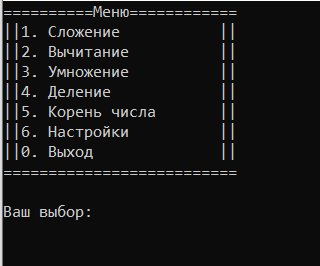 ==========Меню============
||1. Сложение           ||
||2. Вычитание          ||
||3. Умножение          ||
||4. Деление            ||
||5. Корень числа       ||
||6. Настройки          ||
||0. Выход              ||
==========================
Ваш выбор: